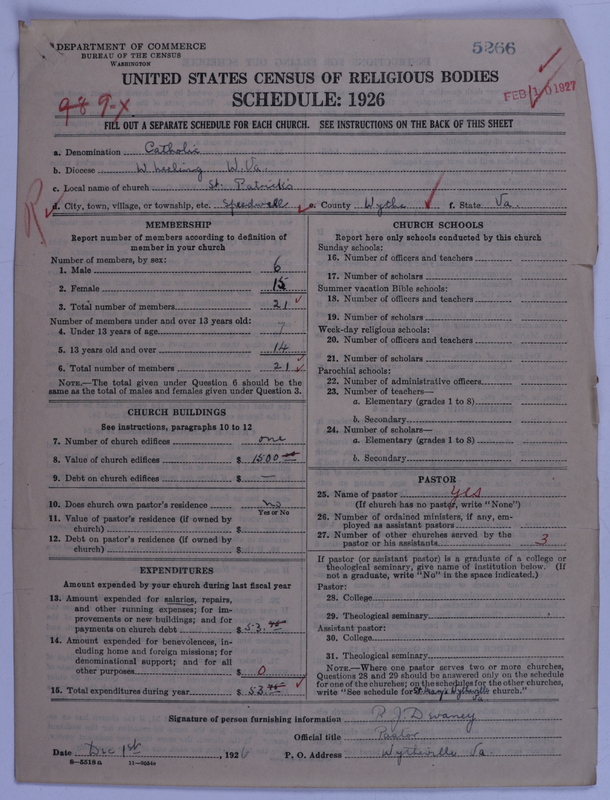 DEPARTMENT OF COMMERCE
BUREAU OF THE CENSUS
WASHINGTON
5266
UNITED STATES CENSUS OF RELIGIOUS BODIES
SCHEDULE: 1926
989-X
FEB 10 1927
FILL OUT A SEPARATE SCHEDULE FOR EACH CHURCH. SEE INSTRUCTIONS ON THE BACK OF THIS SHEET
a. Denomination Catholic
b. Diocese Wheeling W. Va.
c. Local name of church St. Patrick's
R
d. City, town, village, or township, etc. Speedwell e. County Wythe f. State Va.
MEMBERSHIP
Report number of members according to definition of
member in your church
Number of members, by sex:
1. Male 6
2. Female 15
3. Total number of members 21
Number of members under and over 13 years old:
4. Under 13 years of age 7
5. 13 years old and over 14
6. Total number of members 21
NOTE.—The total given under Question 6 should be the
same as the total of males and females given under Question 3.
CHURCH BUILDINGS
See instructions, paragraphs 10 to 12
7. Number of church edifices one
8. Value of church edifices $ 1500
9. Debt on church edifices $ —
10. Does church own pastor's residence No
Yes or No
11. Value of pastor's residence (if owned by
church) $
12. Debt on pastor's residence (if owned by
church) $
EXPENDITURES
Amount expended by your church during last fiscal year
13. Amount expended for salaries, repairs,
and other running expenses; for im-
provements or new buildings; and for
payments on church debt $ 53.
14. Amount expended for benevolences, in-
cluding home and foreign missions; for
denominational support; and for all
other purposes $ 0
15. Total expenditures during year $ 53.
CHURCH SCHOOLS
Report here only schools conducted by this church
Sunday schools:
16. Number of officers and teachers
17. Number of scholars
Summer vacation Bible schools:
18. Number of officers and teachers
19. Number of scholars
Week-day religious schools:
20. Number of officers and teachers
21. Number of scholars
Parochial schools:
22. Number of administrative officers
23. Number of teachers—
a. Elementary (grades 1 to 8)
b. Secondary
24. Number of scholars—
a. Elementary (grades 1 to 8)
b. Secondary
PASTOR
25. Name of pastor yes
(If church has no pastor, write "None")
26. Number of ordained ministers, if any, em-
ployed as assistant pastors
27. Number of other churches served by the
pastor or his assistants 3
If pastor (or assistant pastor) is a graduate of a college or
theological seminary, give name of institution below. (If
not a graduate, write "No" in the space indicated.)
Pastor:
28. College
29. Theological seminary
Assistant pastor:
30. College
31. Theological seminary
NOTE.—Where one pastor serves two or more churches,
Questions 28 and 29 should be answered only on the schedule
for one of the churches; on the schedules for the other churches,
write "See schedule for St. Mary's Wytheville Va church."
Signature of person furnishing information P. J. Devaney
Official title Pastor
Date Dec 1st, 1926 P. O. Address Wytheville Va.
8—5518a 11—9084a